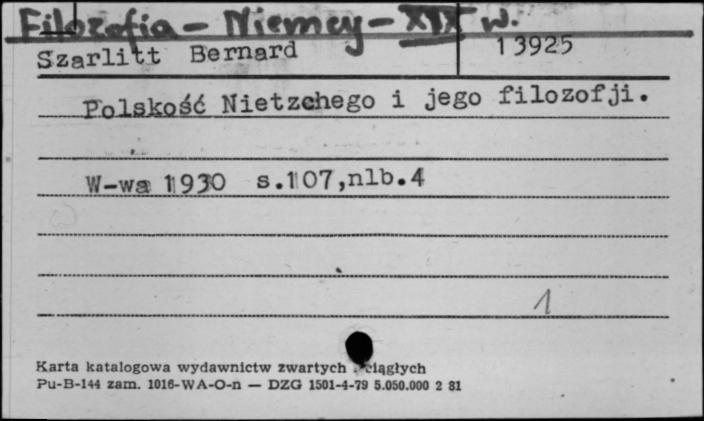 Filozofia - Niemcy - XIX w.
Szarlitt Bernard 13925
Polskość Nietzchego i jego filozofji.
W-wa 1930 s.107,nlb.4
1
Karta katalogowa wydawnictw zwartych ciągłych
Pu-B-144 zam. 1016-WA-O-n — DZG 1501-4-79 5.050.000 2 81